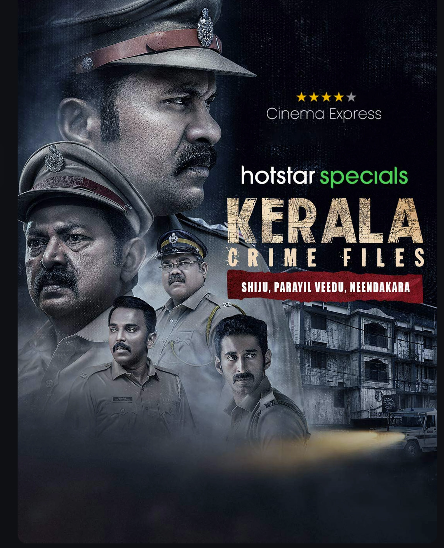 Cinema Express
hotstar specials
KERALA
CRIME FILES
SHIJU, PARAYIL VEEDU, NEENDAKARA